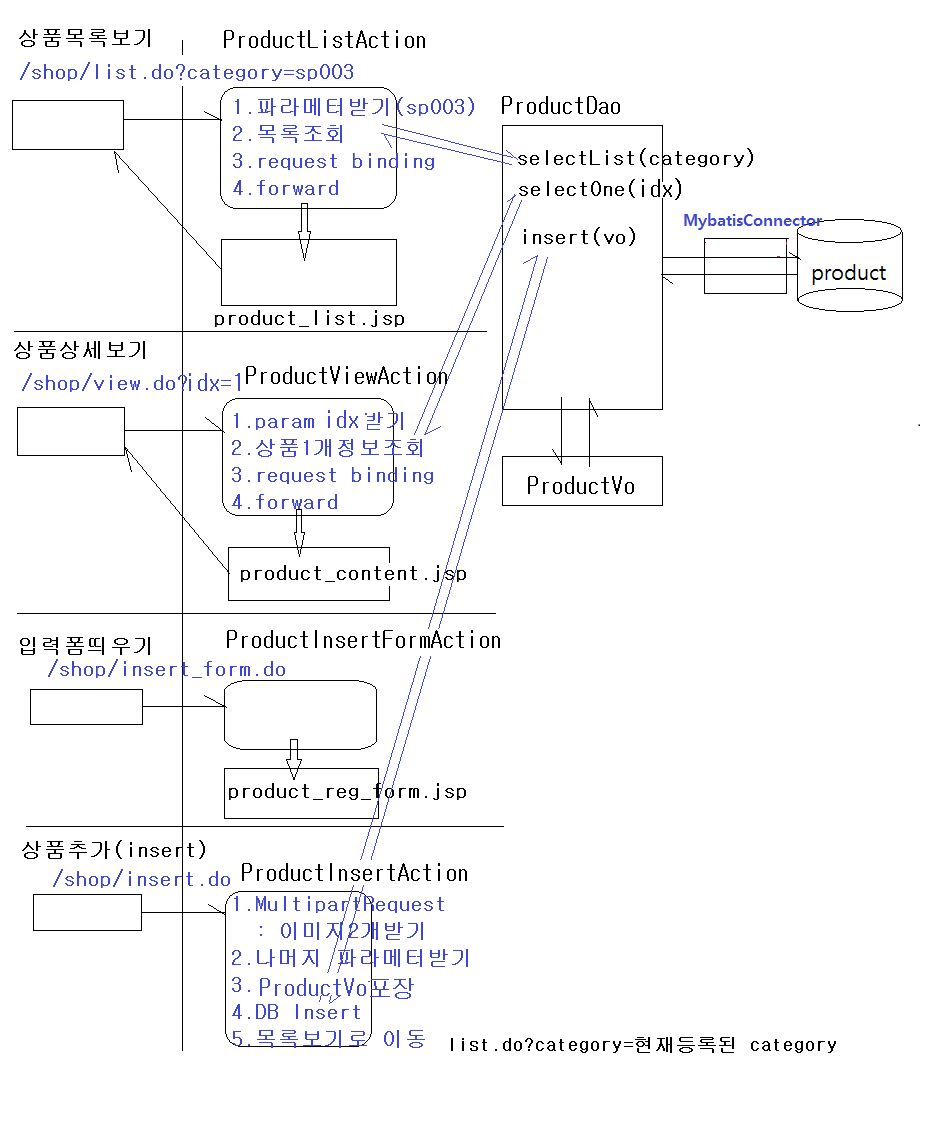 상품목록보기
ProductListAction
/shop/list.do?category=sp003
1.파라메터받기(sp003)
2.목록조회
3.request binding
4.forward
product_list.jsp
ProductDao
selectList(category)
selectOne(idx)
insert(vo)
MybatisConnector
product
ProductVo
상품상세보기
/shop/view.do?idx=1
ProductViewAction
1.param idx받기
2.상품1개정보조회
3.request binding
4.forward
product_content.jsp
입력폼띄우기
ProductInsertFormAction
/shop/insert_form.do
product_reg_form.jsp
상품추가(insert)
/shop/insert.do
ProductInsertAction
1.MultipartRequest
: 이미지2개받기
2.나머지 파라메터받기
3.ProductVo포장
4.DB Insert
5.목록보기로 이동
list.do?category=현재등록된 category